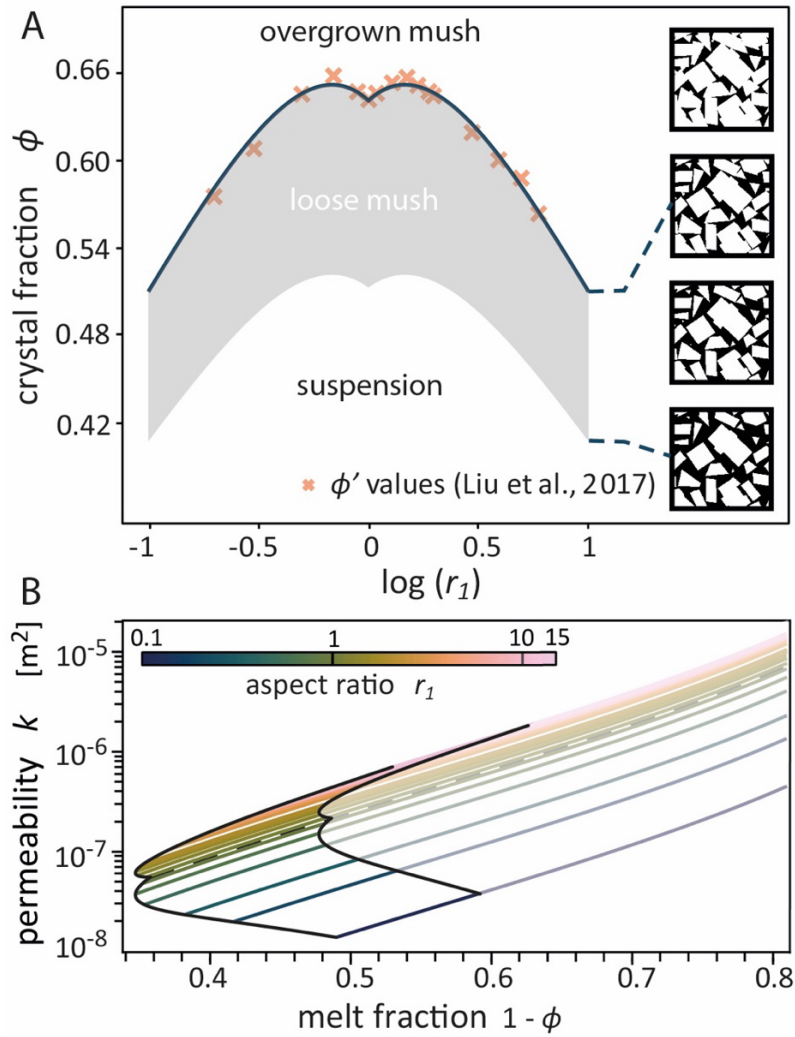 A
overgrown mush
0.66
0.60
0.54
0.48
0.42
crystal fraction ϕ
loose mush
suspension
ϕ’ values (Liu et al., 2017)
-1
-0.5
0
0.5
1
log (r₁)
B
0.1
1
10
15
aspect ratio r₁
permeability k [m²]
10⁻⁵
10⁻⁶
10⁻⁷
10⁻⁸
0.4
0.5
0.6
0.7
0.8
melt fraction 1 - ϕ